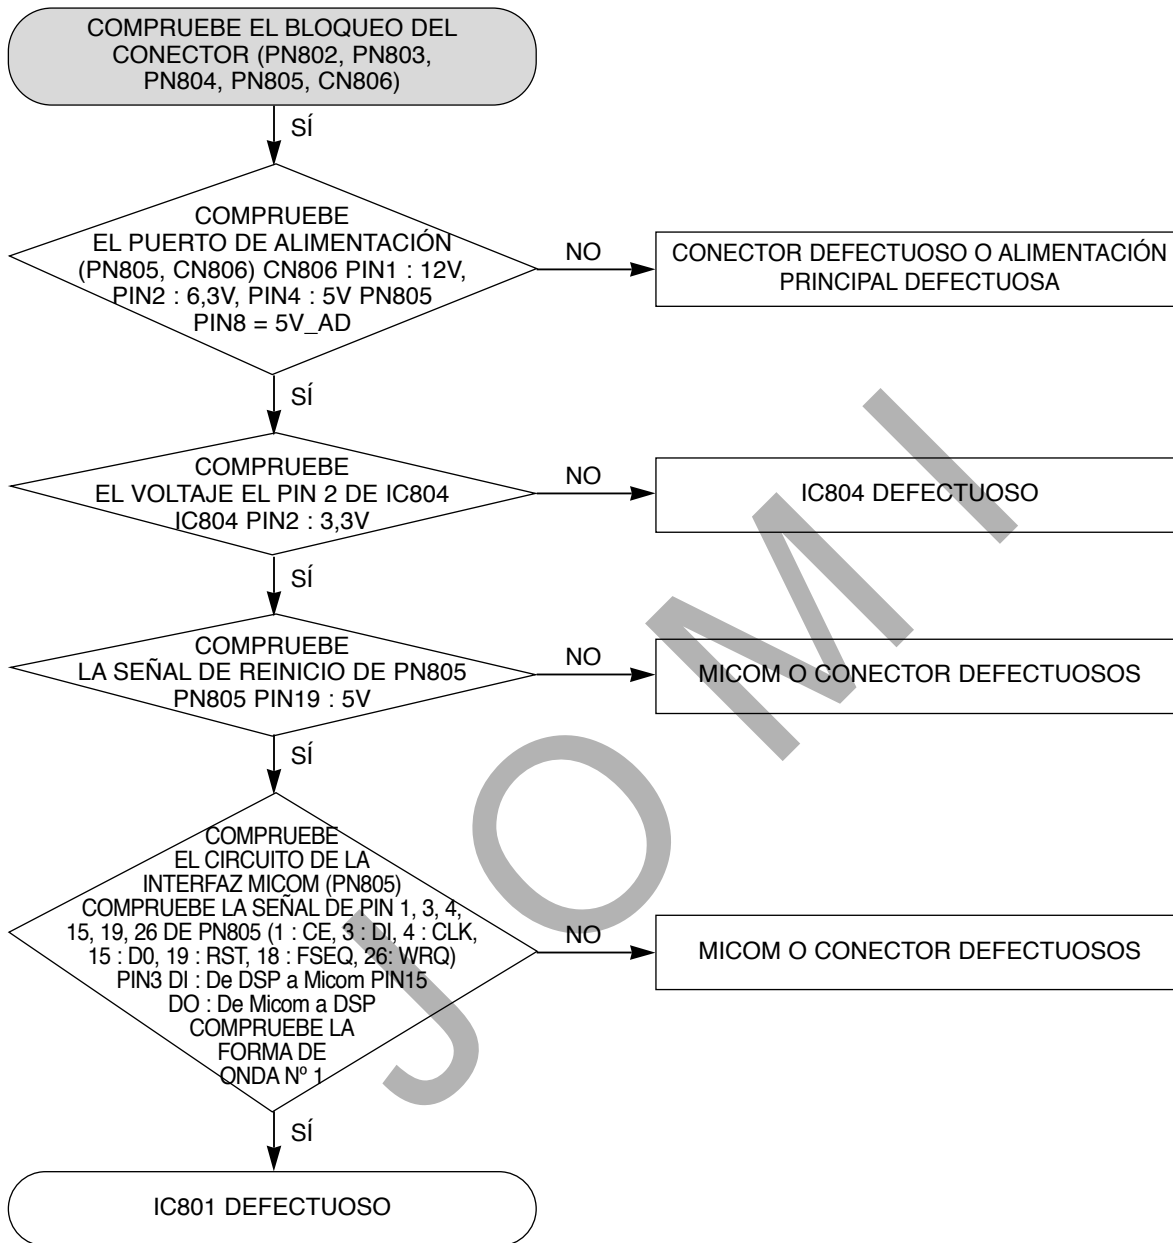 COMPRUEBE EL BLOQUEO DEL
CONECTOR (PN802, PN803,
PN804, PN805, CN806)
SÍ
COMPRUEBE
EL PUERTO DE ALIMENTACIÓN
(PN805, CN806) CN806 PIN1 : 12V,
PIN2 : 6,3V, PIN4 : 5V PN805
PIN8 = 5V_AD
NO
CONECTOR DEFECTUOSO O ALIMENTACIÓN
PRINCIPAL DEFECTUOSA
SÍ
COMPRUEBE
EL VOLTAJE EL PIN 2 DE IC804
IC804 PIN2 : 3,3V
NO
IC804 DEFECTUOSO
SÍ
COMPRUEBE
LA SEÑAL DE REINICIO DE PN805
PN805 PIN19 : 5V
NO
MICOM O CONECTOR DEFECTUOSOS
SÍ
COMPRUEBE
EL CIRCUITO DE LA
INTERFAZ MICOM (PN805)
COMPRUEBE LA SEÑAL DE PIN 1, 3, 4,
15, 19, 26 DE PN805 (1 : CE, 3 : DI, 4 : CLK,
15 : D0, 19 : RST, 18 : FSEQ, 26: WRQ)
PIN3 DI : De DSP a Micom PIN15
DO : De Micom a DSP
COMPRUEBE LA
FORMA DE
ONDA Nº 1
NO
MICOM O CONECTOR DEFECTUOSOS
SÍ
IC801 DEFECTUOSO
JOMI